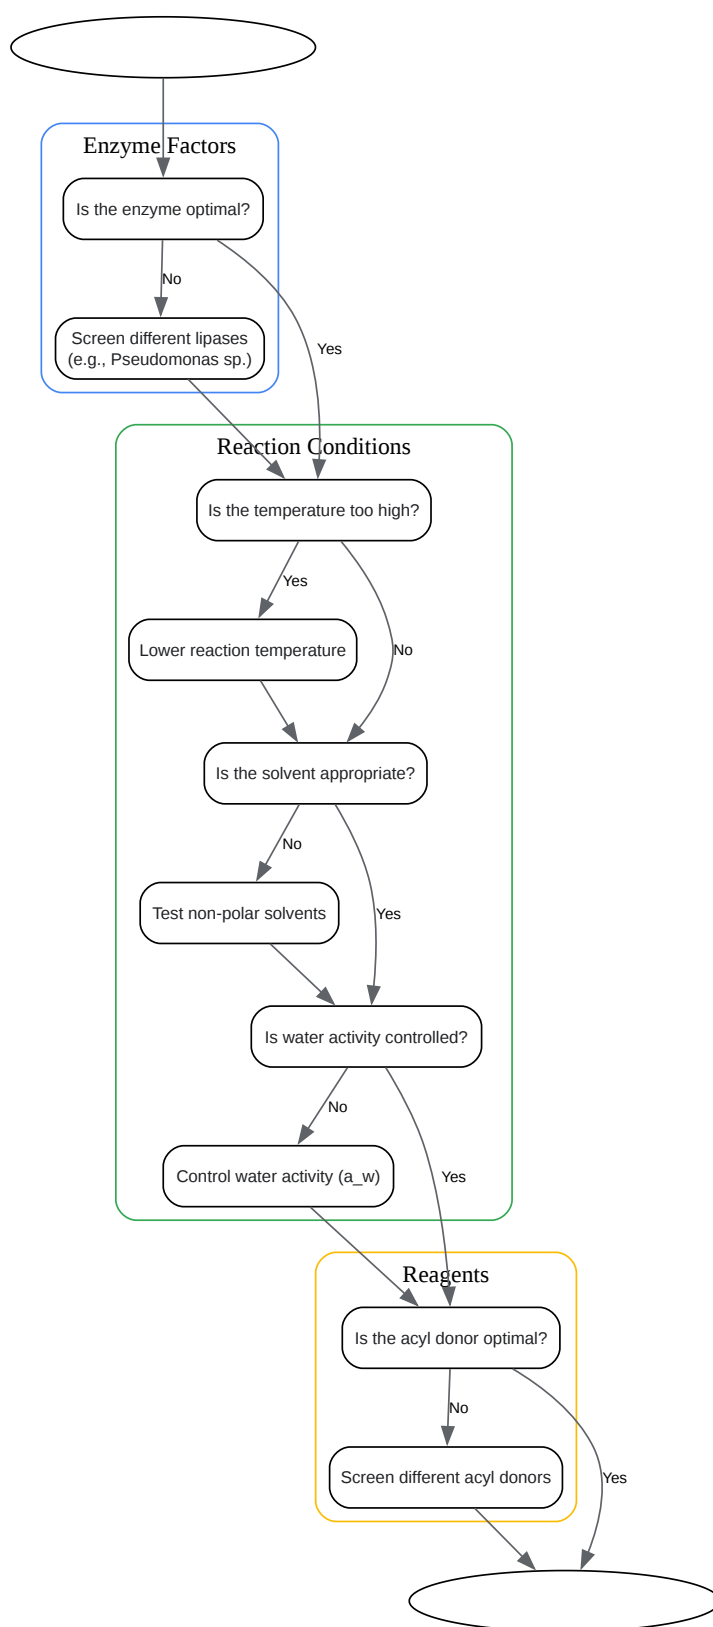 Enzyme Factors
Is the enzyme optimal?
No
Screen different lipases
(e.g., Pseudomonas sp.)
Yes
Reaction Conditions
Is the temperature too high?
Yes
Lower reaction temperature
No
Is the solvent appropriate?
No
Test non-polar solvents
Yes
Is water activity controlled?
No
Control water activity (a_w)
Yes
Reagents
Is the acyl donor optimal?
No
Screen different acyl donors
Yes